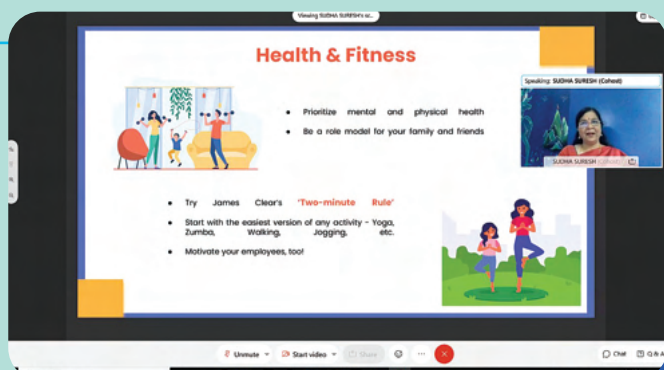 Viewing SUDHA SURESH's sc...
Health & Fitness
Speaking: SUDHA SURESH (Cohost)
Prioritize mental and physical health
Be a role model for your family and friends
SUDHA SURESH (Cohost)
Try James Clear's 'Two-minute Rule'
Start with the easiest version of any activity - Yoga,
Zumba, Walking, Jogging, etc.
Motivate your employees, too!
Unmute
Start video
Share
Chat
Q & A